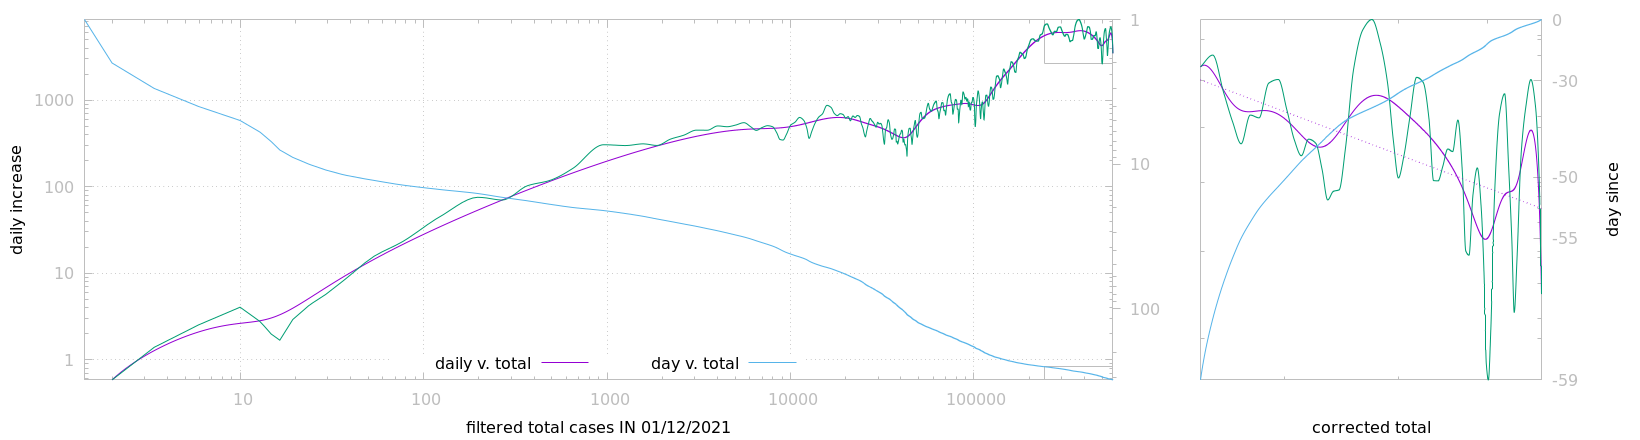 daily increase
1000
100
10
1
10
100
1000
10000
100000
filtered total cases IN 01/12/2021
daily v. total
day v. total
1
10
100
0
-30
-50
-55
-59
day since
corrected total